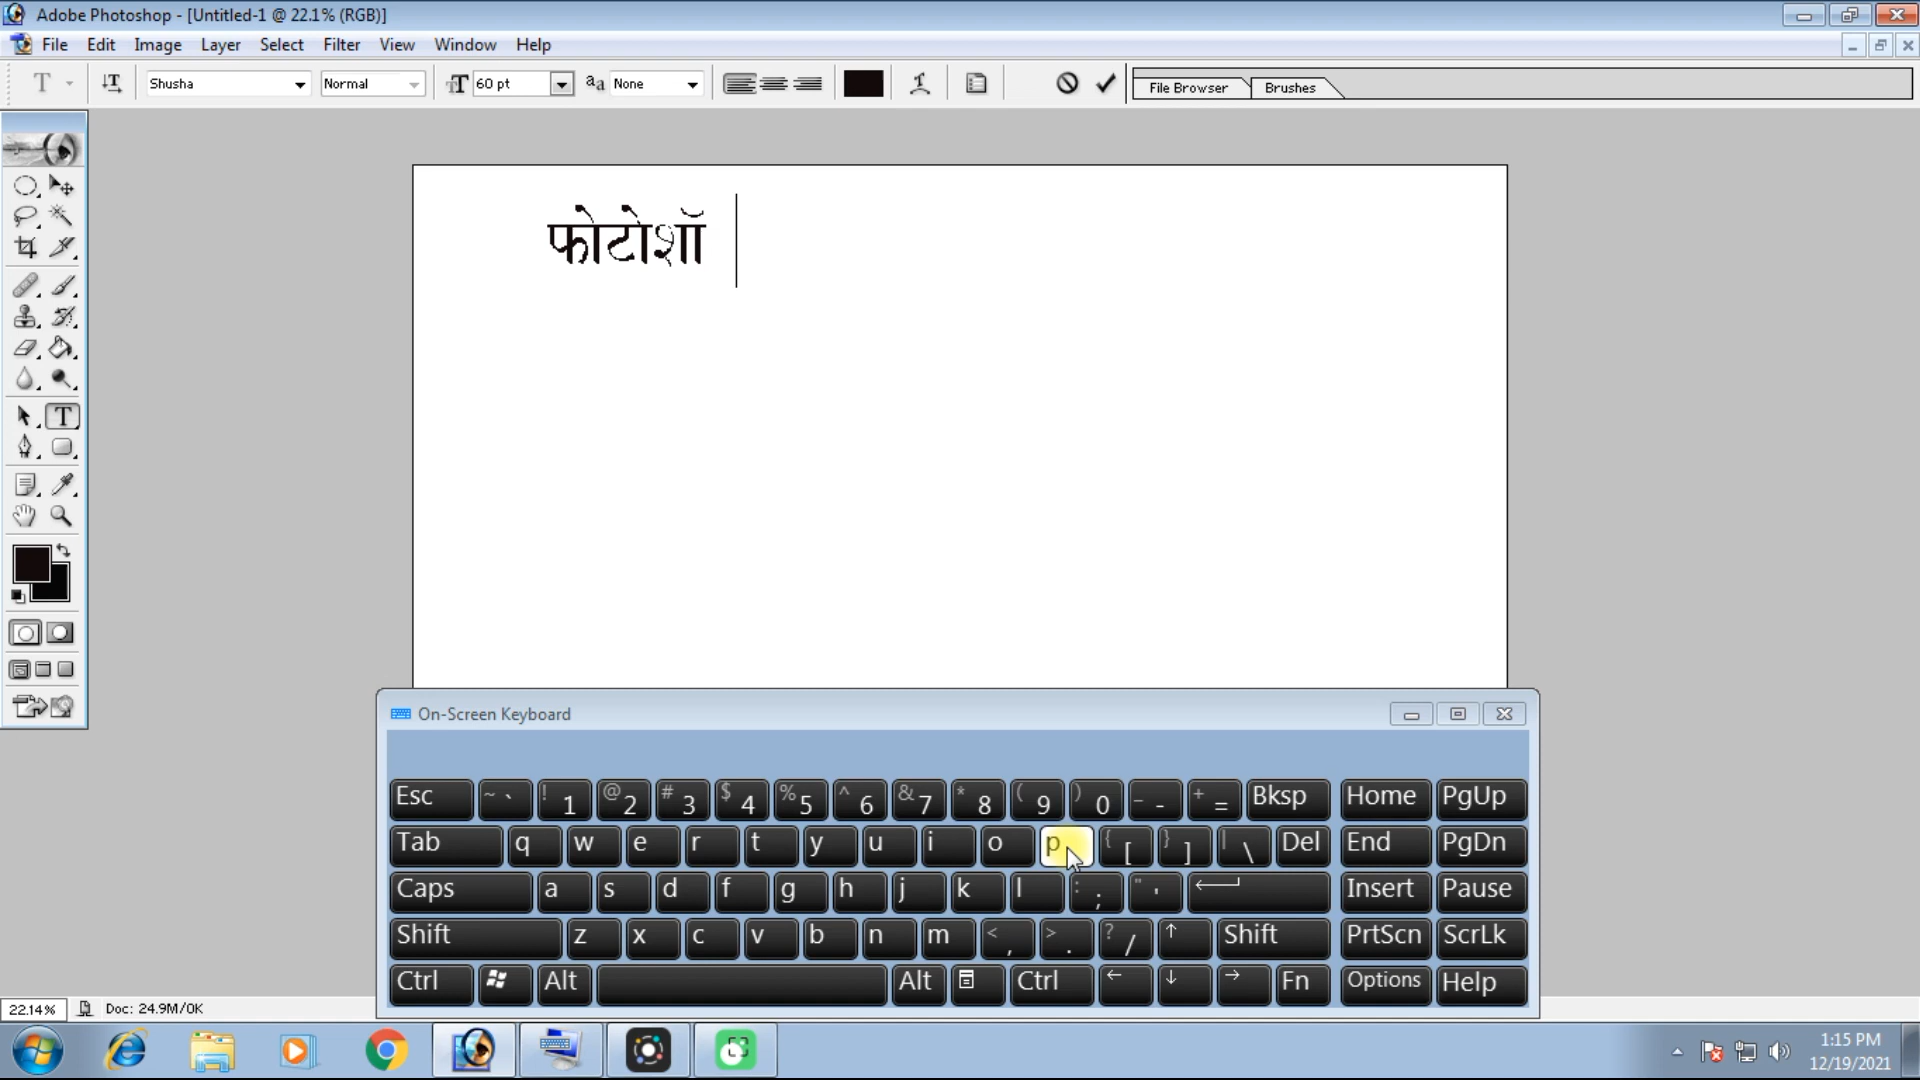 Adobe Photoshop - [Untitled-1 @ 22.1% (RGB)]
File Edit Image Layer Select Filter View Window Help
T Shusha Normal T 60 pt aa None File Browser Brushes
फोटोशॉ
T
On-Screen Keyboard
Esc ~ ` ! 1 @ 2 # 3 $ 4 % 5 ^ 6 & 7 * 8 ( 9 ) 0 _ - + = Bksp Home PgUp
Tab q w e r t y u i o p { [ } ] | \ Del End PgDn
Caps a s d f g h j k l : ; " ' Insert Pause
Shift z x c v b n m < , > . ? / ↑ Shift PrtScn ScrLk
Ctrl Alt Alt Ctrl ← ↓ → Fn Options Help
22.14% Doc: 24.9M/0K
1:15 PM
12/19/2021